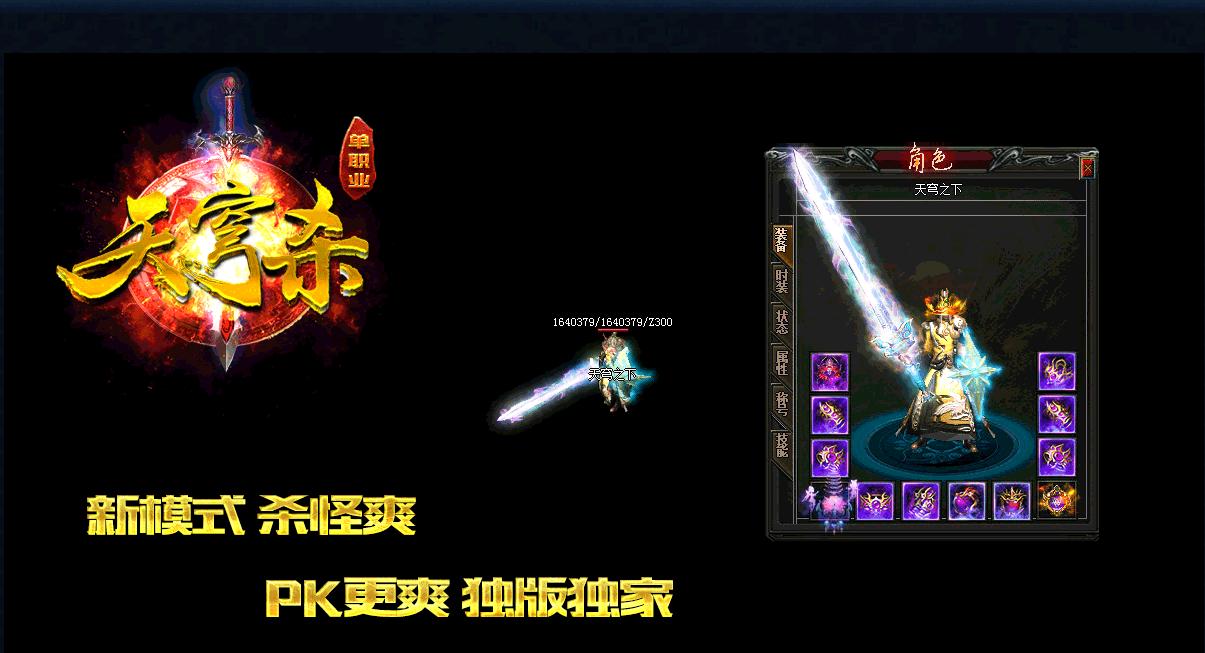 单职业
天穹杀
角色
天穹之下
装备
时装
状态
属性
称号
技能
1640379/1640379/Z300
天穹之下
新模式 杀怪爽
PK更爽 独版独家